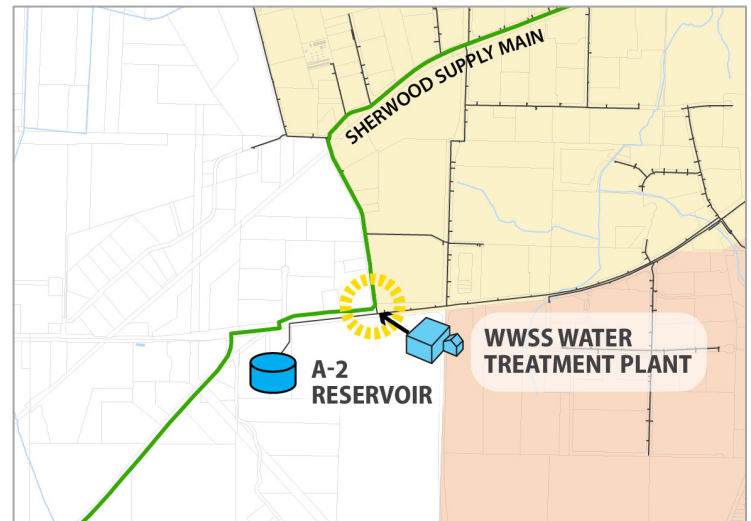 SHERWOOD SUPPLY MAIN
WWSS WATER
TREATMENT PLANT
A-2
RESERVOIR